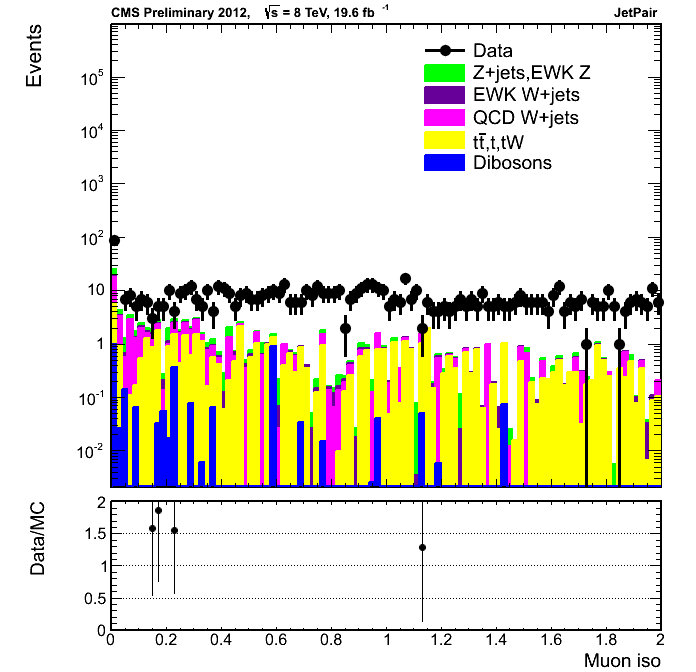 CMS Preliminary 2012, √s = 8 TeV, 19.6 fb⁻¹ JetPair
Events
Data
Z+jets,EWK Z
EWK W+jets
QCD W+jets
tt̄,t,tW
Dibosons
10⁵
10⁴
10³
10²
10
1
10⁻¹
10⁻²
Data/MC
2
1.5
1
0.5
0
0 0.2 0.4 0.6 0.8 1 1.2 1.4 1.6 1.8 2
Muon iso